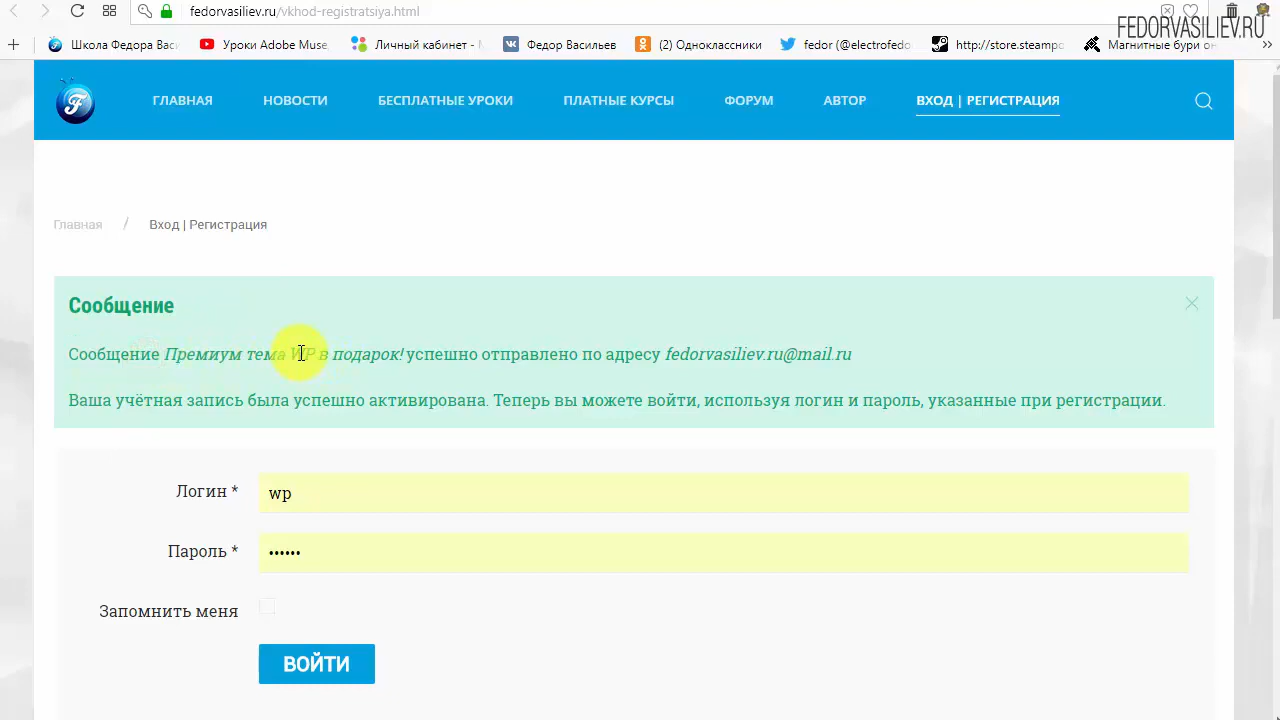 fedorvasiliev.ru/vkhod-registratsiya.html
FEDORVASILIEV.RU
Школа Федора Васи
Уроки Adobe Muse,
Личный кабинет - М
Федор Васильев
(2) Одноклассники
fedor (@electrofedo
http://store.steampo
Магнитные бури он
ГЛАВНАЯ
НОВОСТИ
БЕСПЛАТНЫЕ УРОКИ
ПЛАТНЫЕ КУРСЫ
ФОРУМ
АВТОР
ВХОД | РЕГИСТРАЦИЯ
Главная / Вход | Регистрация
Сообщение
Сообщение Премиум тема WP в подарок! успешно отправлено по адресу fedorvasiliev.ru@mail.ru
Ваша учётная запись была успешно активирована. Теперь вы можете войти, используя логин и пароль, указанные при регистрации.
Логин *
wp
Пароль *
••••••
Запомнить меня
ВОЙТИ